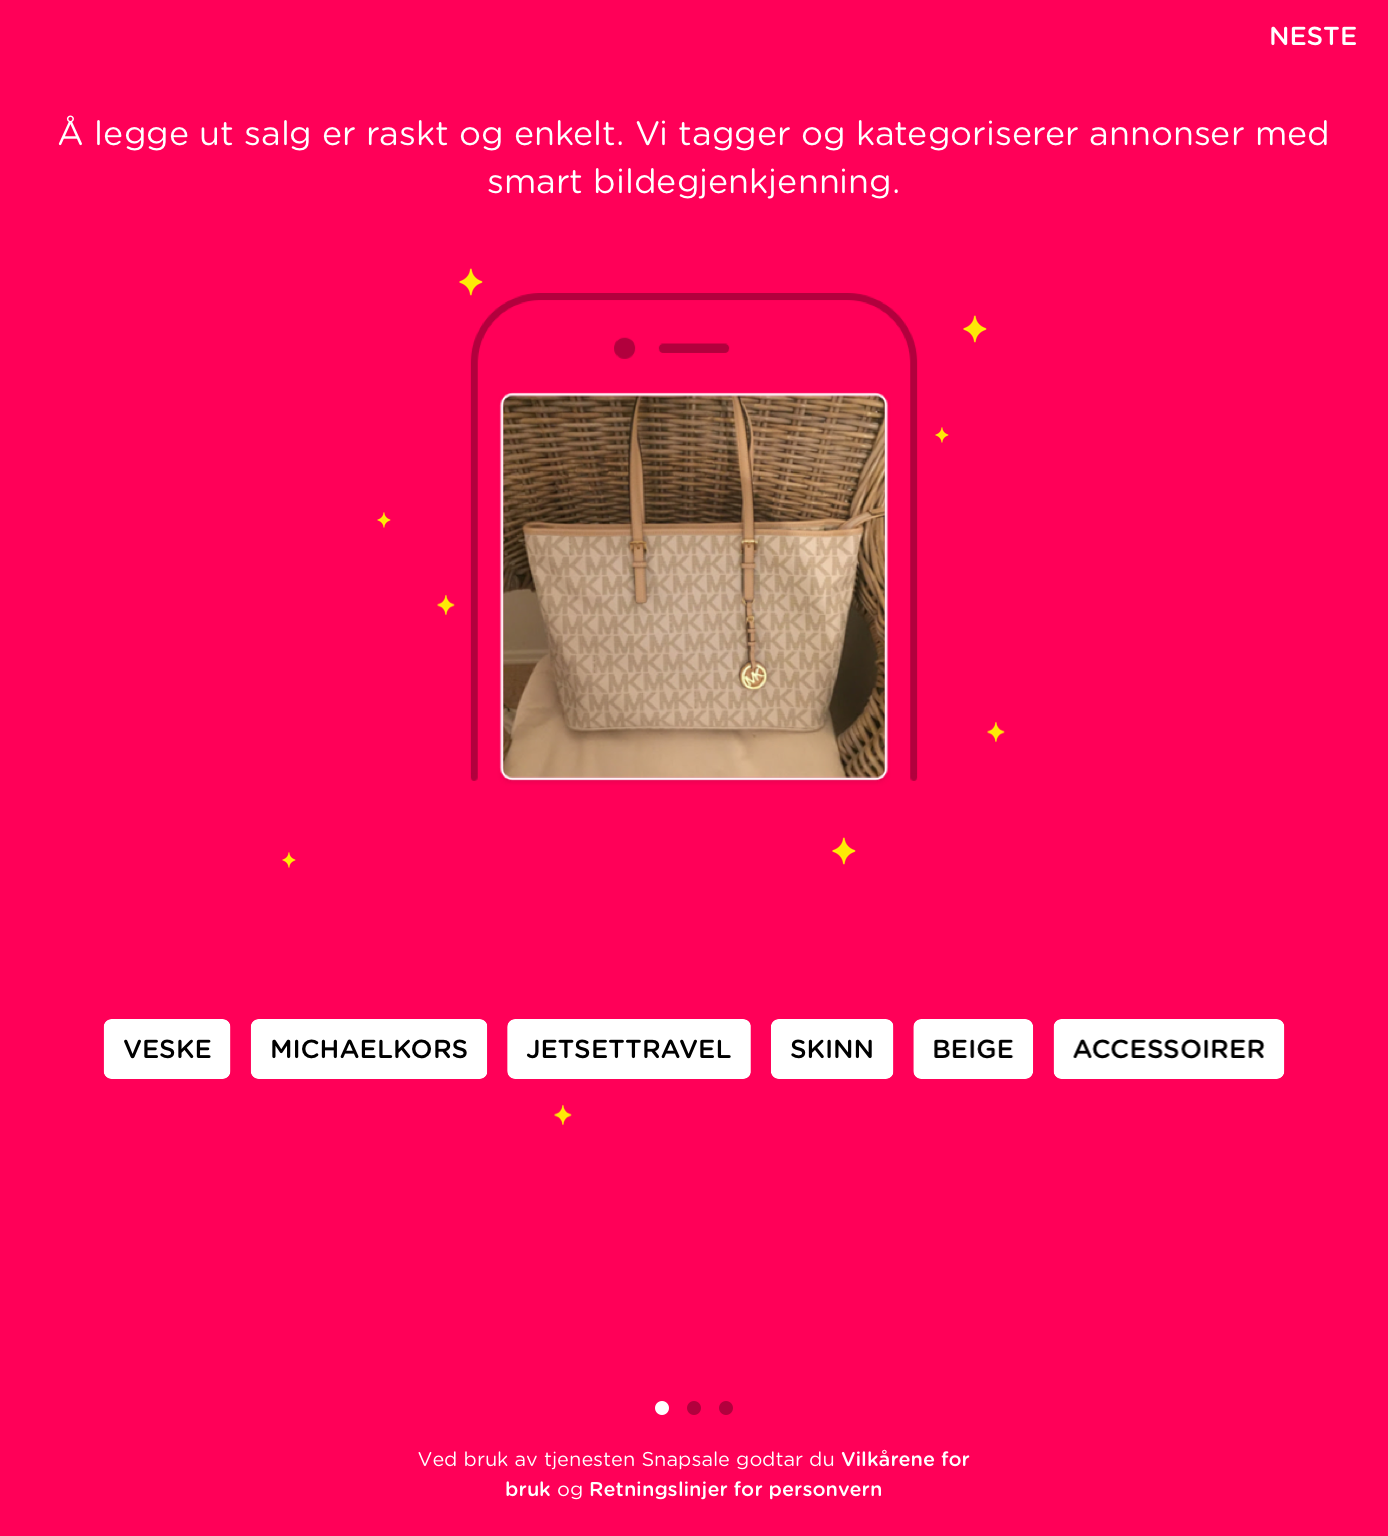 NESTE
Å legge ut salg er raskt og enkelt. Vi tagger og kategoriserer annonser med
smart bildegjenkjenning.
VESKE MICHAELKORS JETSETTRAVEL SKINN BEIGE ACCESSOIRER
Ved bruk av tjenesten Snapsale godtar du Vilkårene for
bruk og Retningslinjer for personvern